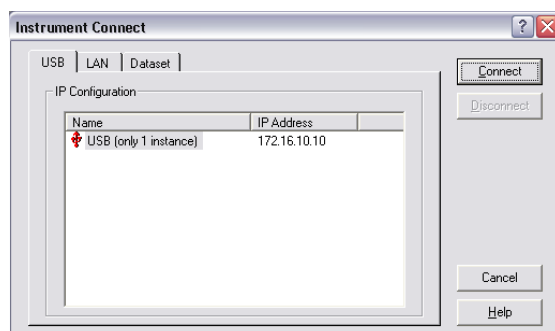 Instrument Connect
USB LAN Dataset
Connect
IP Configuration
Disconnect
Name IP Address
USB (only 1 instance) 172.16.10.10
Cancel
Help